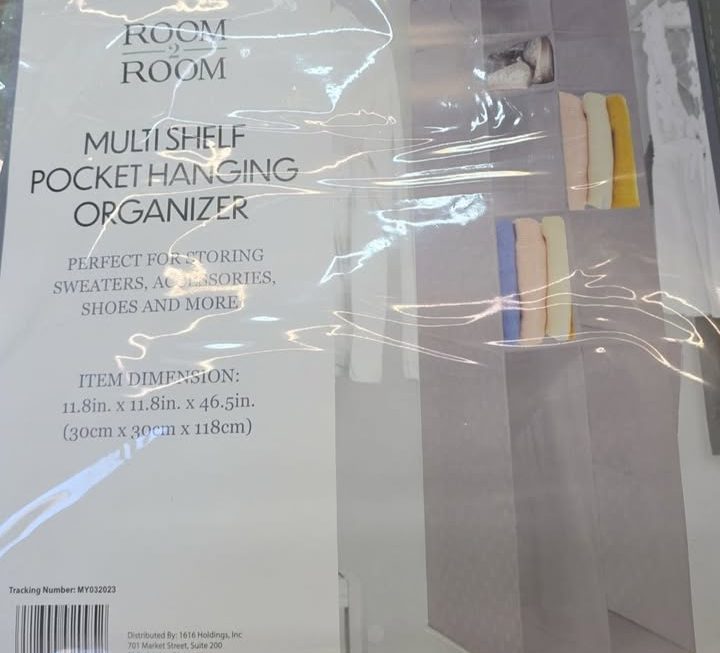 ROOM
2
ROOM
MULTI SHELF
POCKET HANGING
ORGANIZER
PERFECT FOR STORING
SWEATERS, ACCESSORIES,
SHOES AND MORE
ITEM DIMENSION:
11.8in. x 11.8in. x 46.5in.
(30cm x 30cm x 118cm)
Tracking Number: MY032023
Distributed By: 1616 Holdings, Inc
701 Market Street, Suite 200